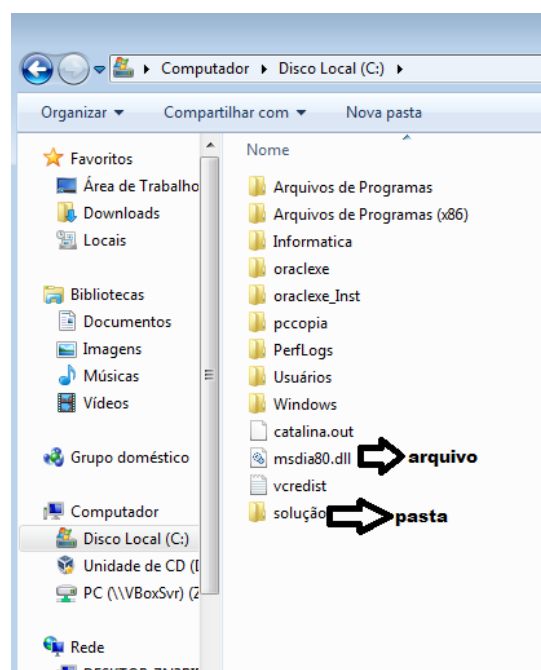 Computador ▸ Disco Local (C:) ▸
Organizar ▾ Compartilhar com ▾ Nova pasta
Favoritos
Área de Trabalho
Downloads
Locais
Bibliotecas
Documentos
Imagens
Músicas
Vídeos
Grupo doméstico
Computador
Disco Local (C:)
Unidade de CD (
PC (\\VBoxSvr) (Z
Rede
Nome
Arquivos de Programas
Arquivos de Programas (x86)
Informatica
oraclexe
oraclexe_Inst
pccopia
PerfLogs
Usuários
Windows
catalina.out
msdia80.dll arquivo
vcredist
solução pasta